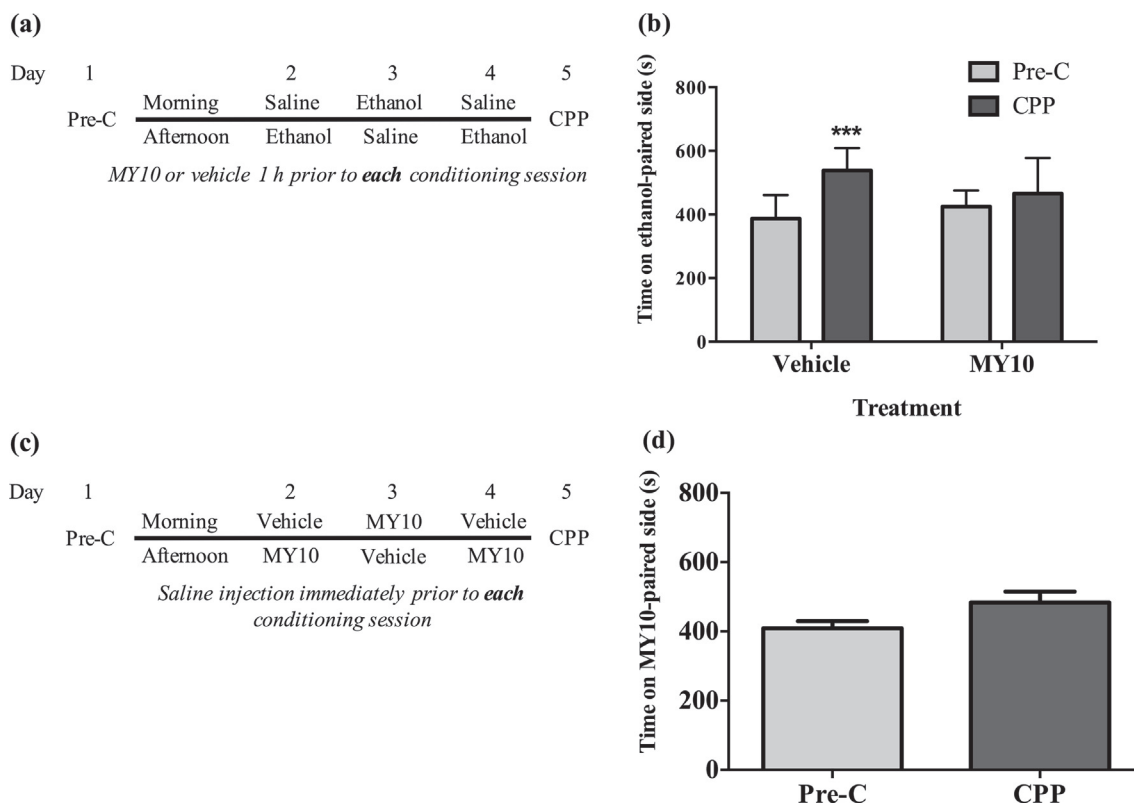 (a)
Day 1 2 3 4 5
Pre-C Morning Saline Ethanol Saline CPP
Afternoon Ethanol Saline Ethanol
MY10 or vehicle 1 h prior to each conditioning session
(b)
Time on ethanol-paired side (s)
800
600
400
200
0
Pre-C
CPP
***
Vehicle MY10
Treatment
(c)
Day 1 2 3 4 5
Pre-C Morning Vehicle MY10 Vehicle CPP
Afternoon MY10 Vehicle MY10
Saline injection immediately prior to each
conditioning session
(d)
Time on MY10-paired side (s)
800
600
400
200
0
Pre-C CPP